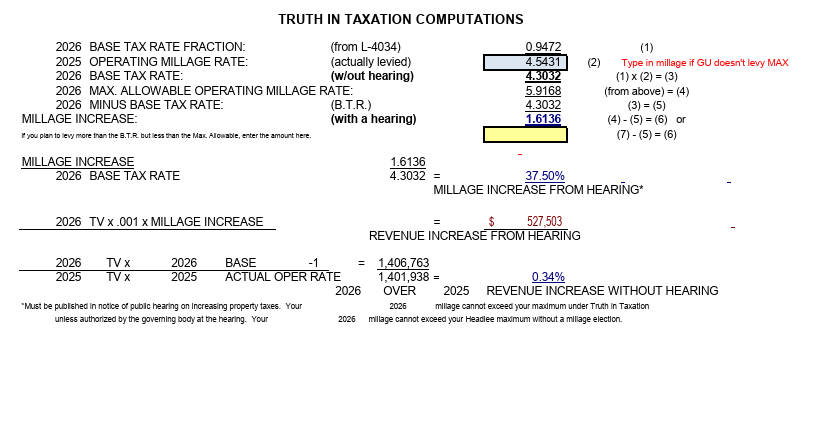 TRUTH IN TAXATION COMPUTATIONS
2026 BASE TAX RATE FRACTION: (from L-4034) 0.9472 (1)
2025 OPERATING MILLAGE RATE: (actually levied) 4.5431 (2) Type in millage if GU doesn't levy MAX
2026 BASE TAX RATE: (w/out hearing) 4.3032 (1) x (2) = (3)
2026 MAX. ALLOWABLE OPERATING MILLAGE RATE: 5.9168 (from above) = (4)
2026 MINUS BASE TAX RATE: (B.T.R.) 4.3032 (3) = (5)
MILLAGE INCREASE: (with a hearing) 1.6136 (4) - (5) = (6) or
If you plan to levy more than the B.T.R. but less than the Max. Allowable, enter the amount here. (7) - (5) = (6)
-
MILLAGE INCREASE 1.6136
2026 BASE TAX RATE 4.3032 = 37.50%
MILLAGE INCREASE FROM HEARING*
2026 TV x .001 x MILLAGE INCREASE = $ 527,503
REVENUE INCREASE FROM HEARING
2026 TV x 2026 BASE -1 = 1,406,763
2025 TV x 2025 ACTUAL OPER RATE 1,401,938 = 0.34%
2026 OVER 2025 REVENUE INCREASE WITHOUT HEARING
*Must be published in notice of public hearing on increasing property taxes. Your 2026 millage cannot exceed your maximum under Truth in Taxation
unless authorized by the governing body at the hearing. Your 2026 millage cannot exceed your Headlee maximum without a millage election.